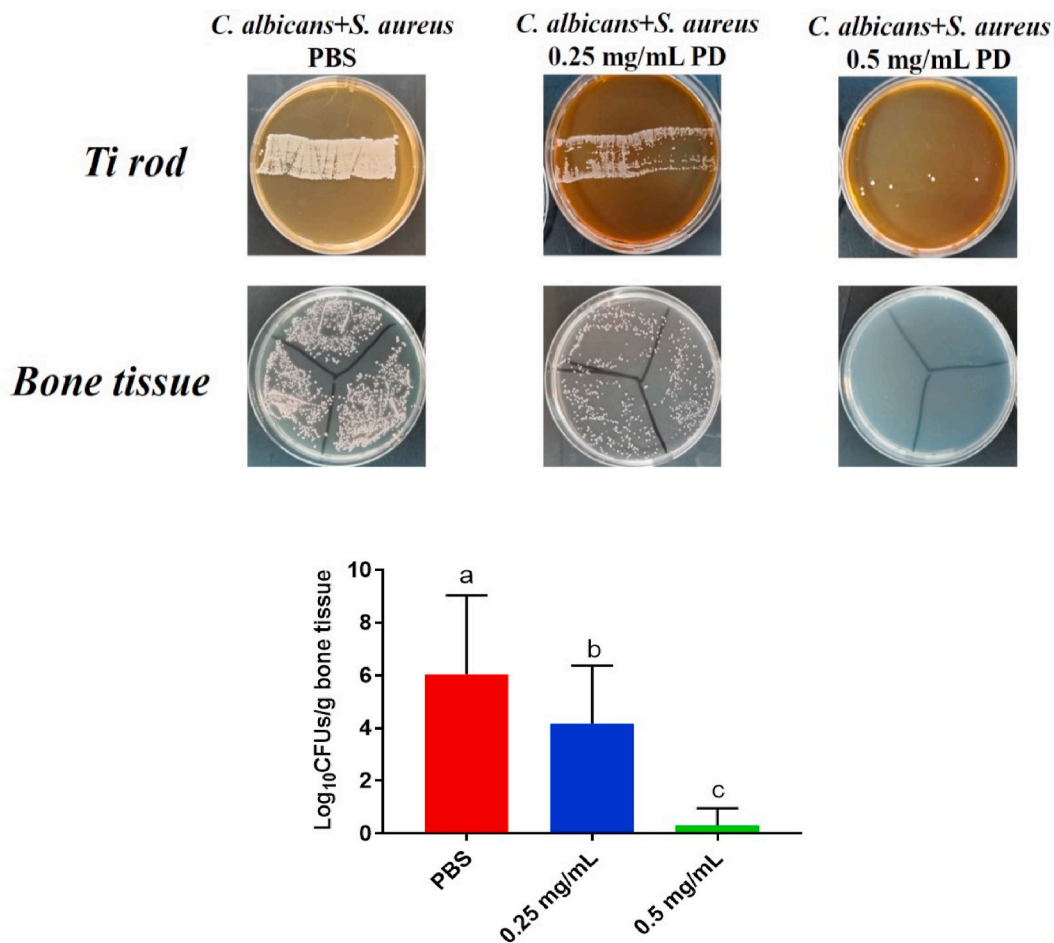 C. albicans+S. aureus
PBS
C. albicans+S. aureus
0.25 mg/mL PD
C. albicans+S. aureus
0.5 mg/mL PD
Ti rod
Bone tissue
Log₁₀CFUs/g bone tissue
10
8
6
4
2
0
a
b
c
PBS
0.25 mg/mL
0.5 mg/mL